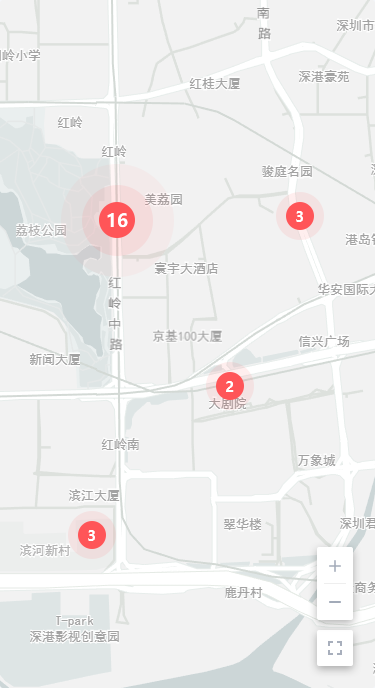 南
路
深圳市
岭小学
红桂大厦
深港豪苑
红岭
红岭
骏庭名园
美荔园
16
3
荔枝公园
港岛
寰宇大酒店
红
岭
中
路
华安国际大
京基100大厦
信兴广场
新闻大厦
2
大剧院
红岭南
万象城
滨江大厦
3
翠华楼
深圳君
滨河新村
+
商务
鹿丹村
−
T-park
深港影视创意园